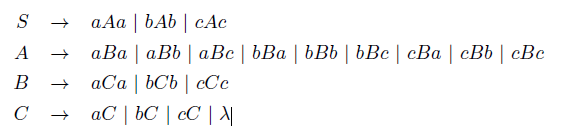 S → aAa | bAb | cAc
A → aBa | aBb | aBc | bBa | bBb | bBc | cBa | cBb | cBc
B → aCa | bCb | cCc
C → aC | bC | cC | λ